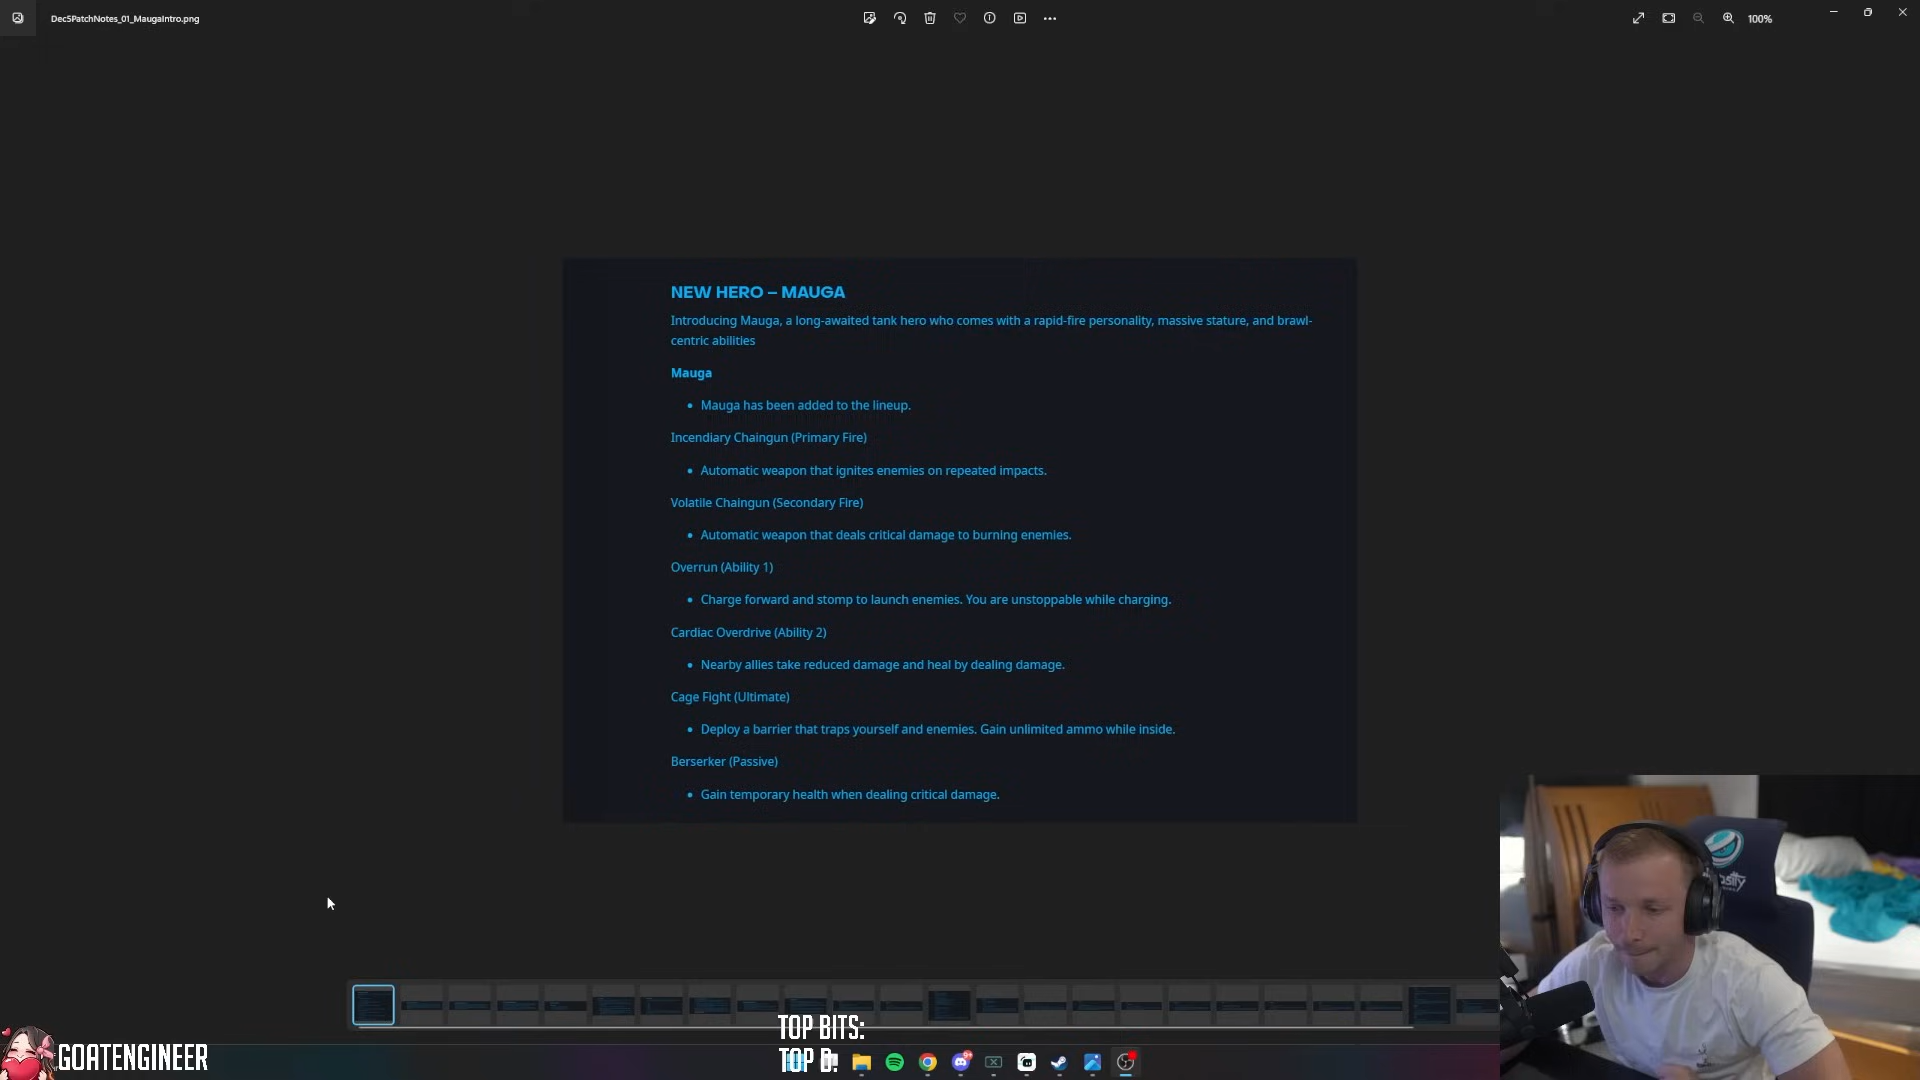 Dec5PatchNotes_01_MaugaIntro.png
100%
NEW HERO – MAUGA
Introducing Mauga, a long-awaited tank hero who comes with a rapid-fire personality, massive stature, and brawl-
centric abilities
Mauga
• Mauga has been added to the lineup.
Incendiary Chaingun (Primary Fire)
• Automatic weapon that ignites enemies on repeated impacts.
Volatile Chaingun (Secondary Fire)
• Automatic weapon that deals critical damage to burning enemies.
Overrun (Ability 1)
• Charge forward and stomp to launch enemies. You are unstoppable while charging.
Cardiac Overdrive (Ability 2)
• Nearby allies take reduced damage and heal by dealing damage.
Cage Fight (Ultimate)
• Deploy a barrier that traps yourself and enemies. Gain unlimited ammo while inside.
Berserker (Passive)
• Gain temporary health when dealing critical damage.
TOP BITS:
TOP D:
GOATENGINEER